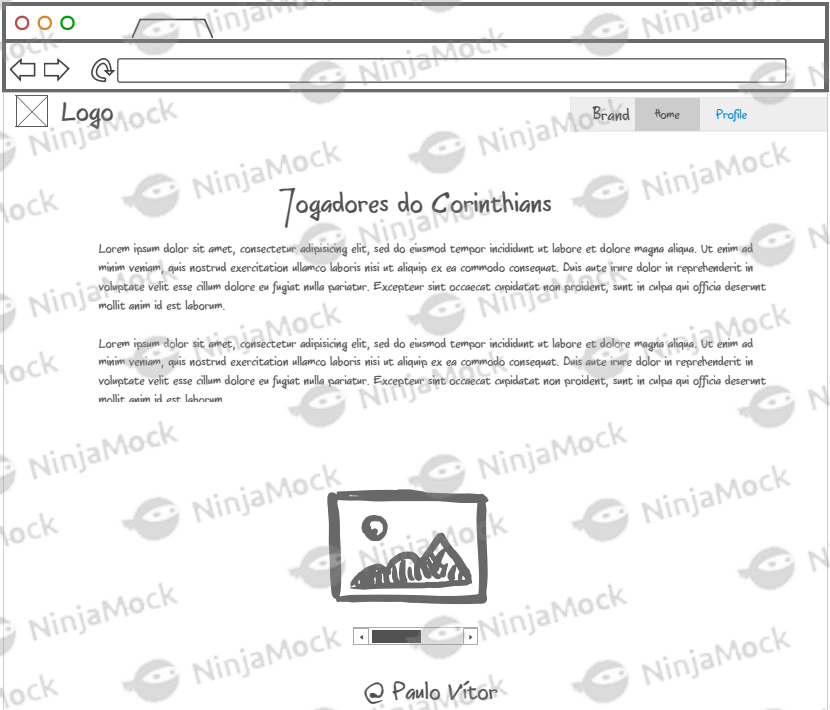 Logo
Brand Home Profile
Jogadores do Corinthians
Lorem ipsum dolor sit amet, consectetur adipisicing elit, sed do eiusmod tempor incididunt ut labore et dolore magna aliqua. Ut enim ad
minim veniam, quis nostrud exercitation ullamco laboris nisi ut aliquip ex ea commodo consequat. Duis aute irure dolor in reprehenderit in
voluptate velit esse cillum dolore eu fugiat nulla pariatur. Excepteur sint occaecat cupidatat non proident, sunt in culpa qui officia deserunt
mollit anim id est laborum.
Lorem ipsum dolor sit amet, consectetur adipisicing elit, sed do eiusmod tempor incididunt ut labore et dolore magna aliqua. Ut enim ad
minim veniam, quis nostrud exercitation ullamco laboris nisi ut aliquip ex ea commodo consequat. Duis aute irure dolor in reprehenderit in
voluptate velit esse cillum dolore eu fugiat nulla pariatur. Excepteur sint occaecat cupidatat non proident, sunt in culpa qui officia deserunt
mollit anim id est laborum.
@ Paulo Vítor
NinjaMock